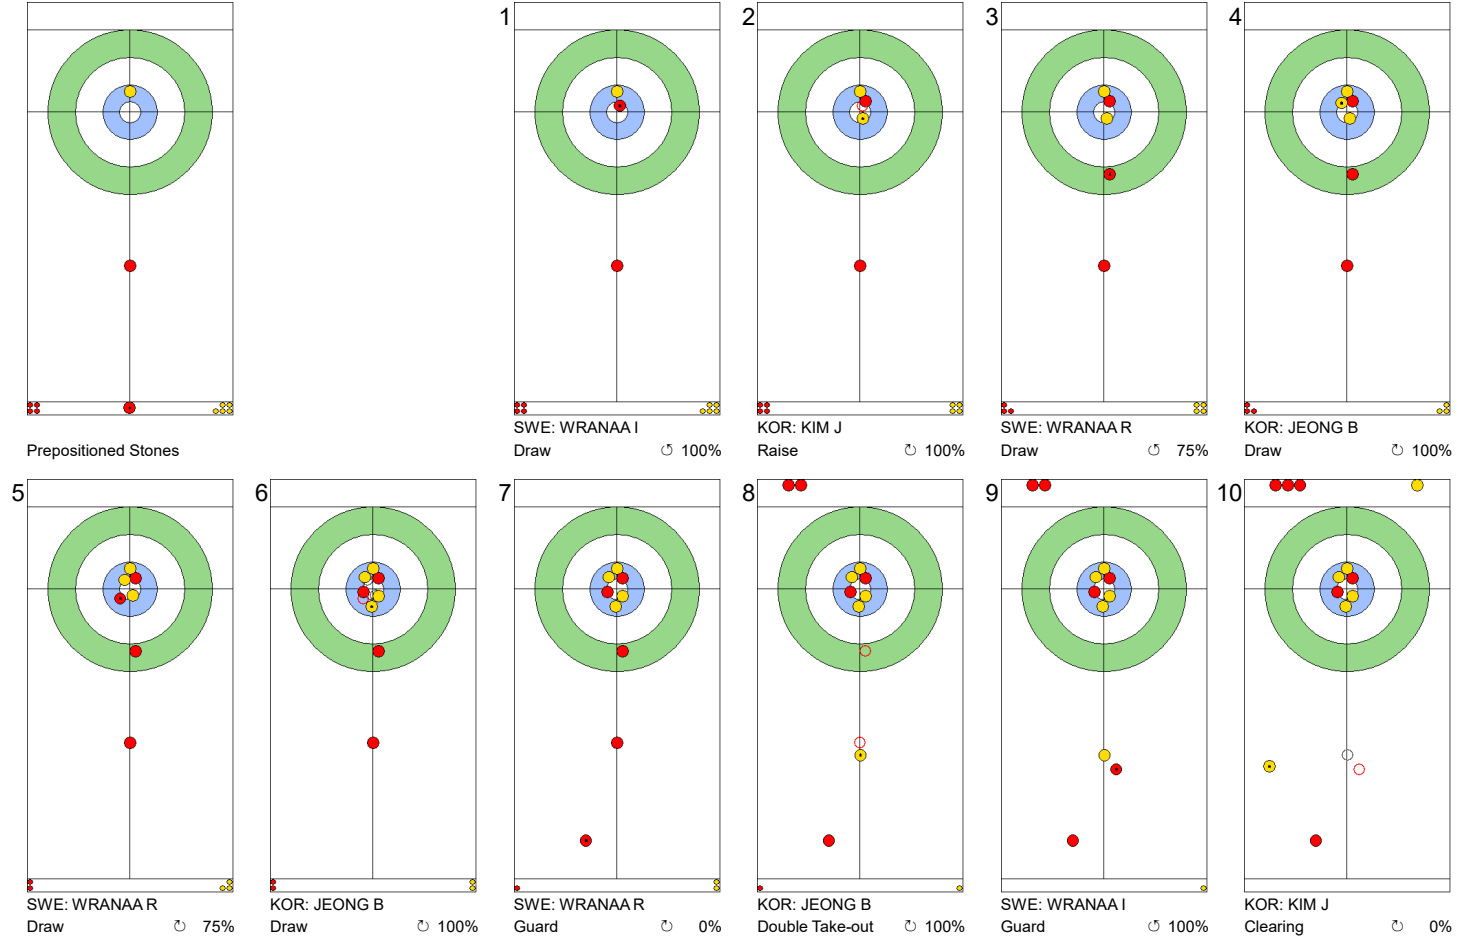 1
2
3
4
Prepositioned Stones
SWE: WRANAA I
Draw 100%
KOR: KIM J
Raise 100%
SWE: WRANAA R
Draw 75%
KOR: JEONG B
Draw 100%
5
6
7
8
9
10
SWE: WRANAA R
Draw 75%
KOR: JEONG B
Draw 100%
SWE: WRANAA R
Guard 0%
KOR: JEONG B
Double Take-out 100%
SWE: WRANAA I
Guard 100%
KOR: KIM J
Clearing 0%